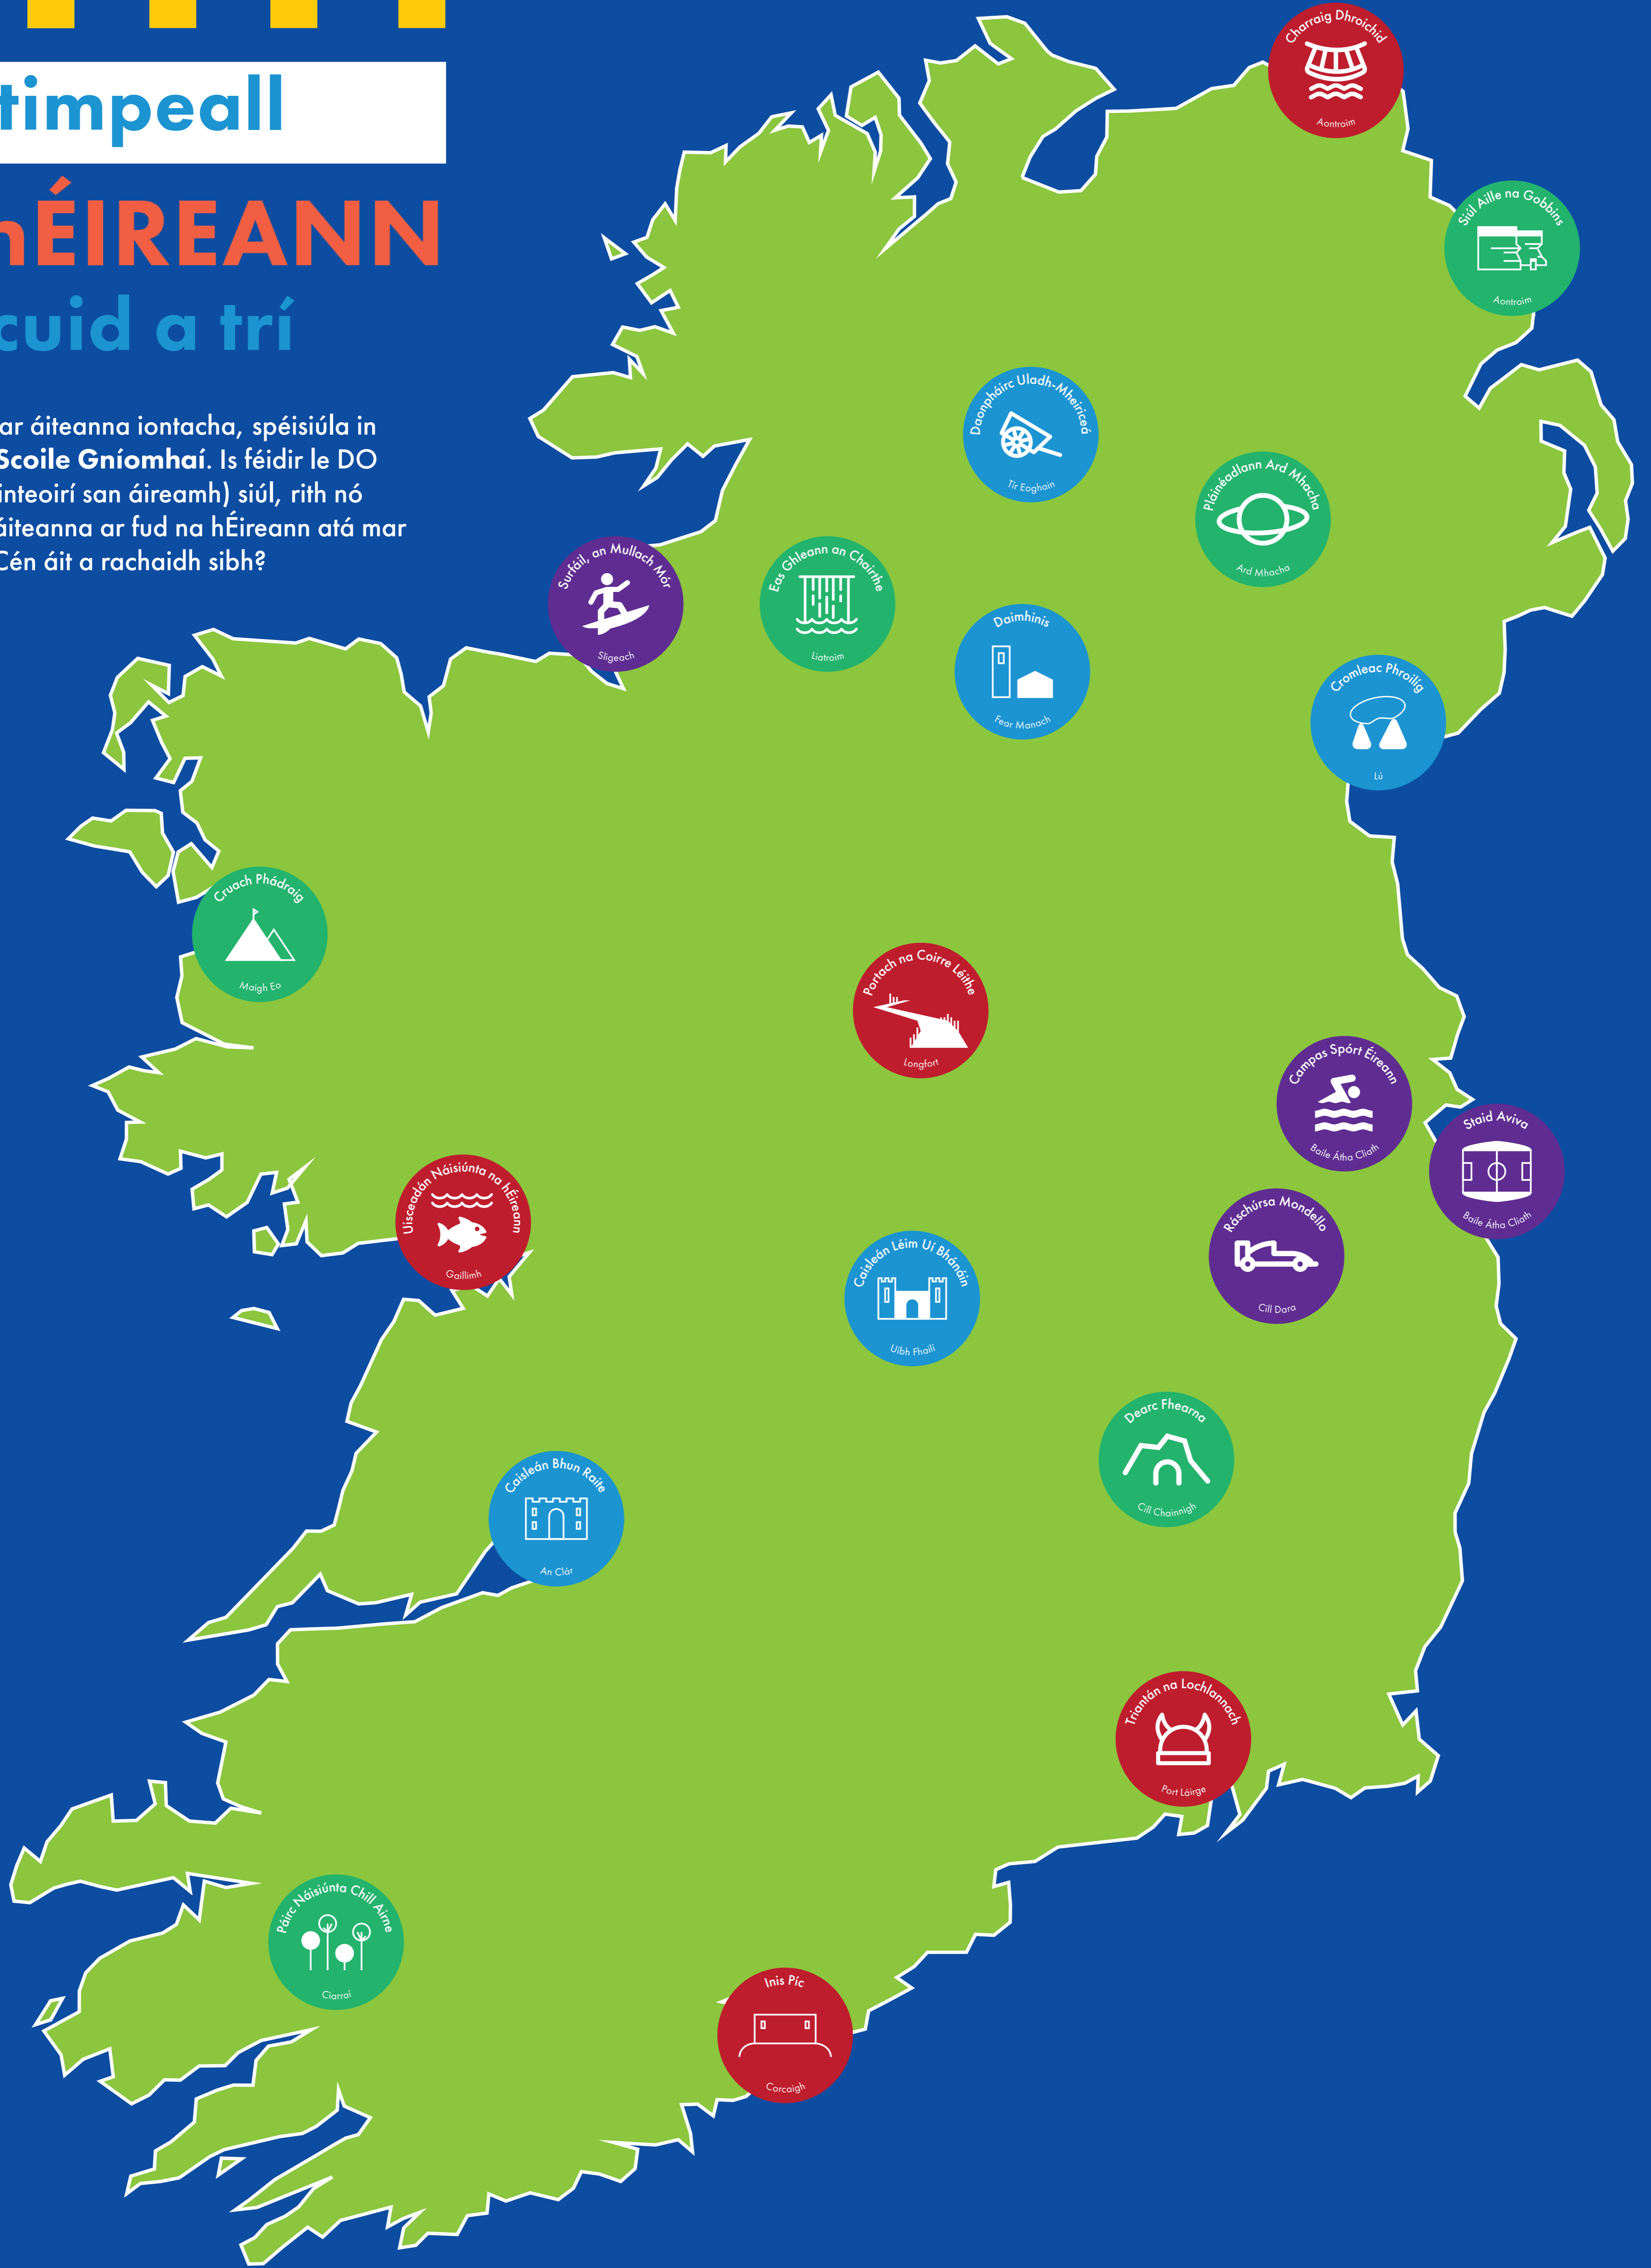 timpeall
hÉIREANN
cuid a trí
ar áiteanna iontacha, spéisiúla in
Scoile Gníomhaí. Is féidir le DO
inteoirí san áireamh) siúl, rith nó
áiteanna ar fud na hÉireann atá mar
Cén áit a rachaidh sibh?
Charraig Dhroichid
Aontroim
Siúl Aille na Gobbins
Aontroim
Daonpháirc Uladh-Mheiriceá
Tír Eoghain
Pláinéadlann Ard Mhacha
Ard Mhacha
Surfáil, an Mullach Mór
Sligeach
Eas Ghleann an Chairthe
Liatroim
Daimhinis
Fear Manach
Cromleac Phroilig
Lú
Cruach Phádraig
Maigh Eo
Portach na Coirre Léithe
Longfort
Campas Spórt Éireann
Baile Átha Cliath
Staid Aviva
Baile Átha Cliath
Uisceadán Náisiúnta na hÉireann
Gaillimh
Ráschúrsa Mondello
Cill Dara
Caisleán Léim Uí Bhánáin
Uíbh Fhailí
Dearc Fhearna
Cill Chainnigh
Caisleán Bhun Raite
An Clár
Triantán na Lochlannach
Port Láirge
Páirc Náisiúnta Chill Airne
Ciarraí
Inis Píc
Corcaigh